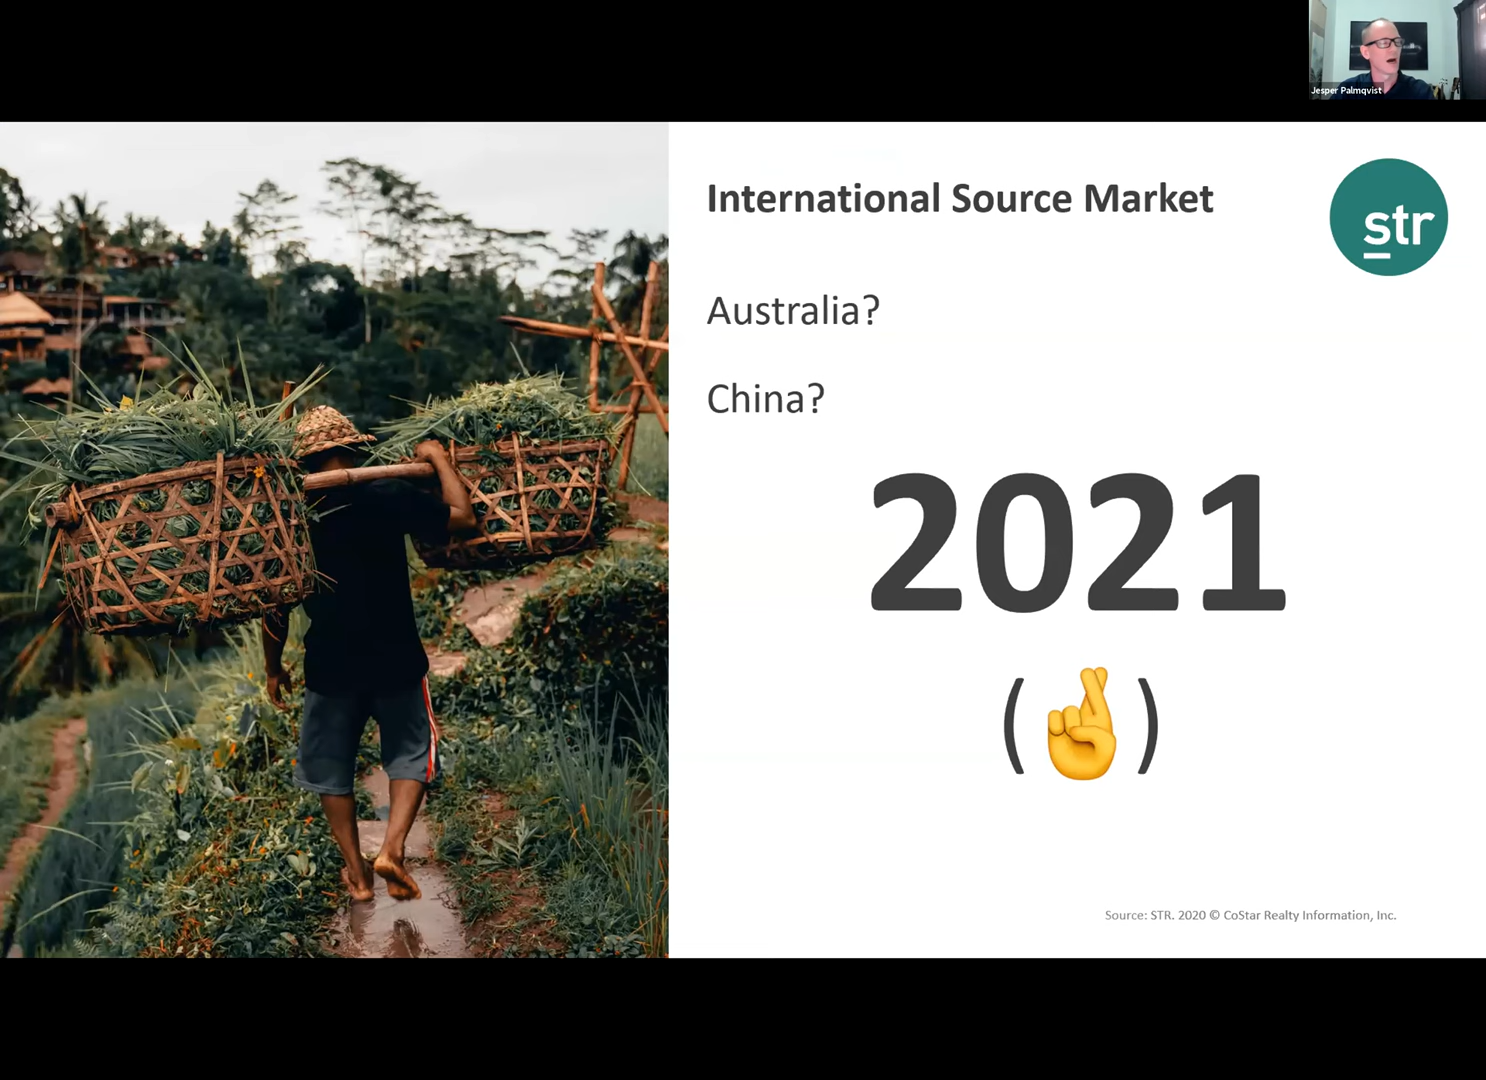 Jesper Palmqvist
International Source Market
str
Australia?
China?
2021
(🤞)
Source: STR. 2020 © CoStar Realty Information, Inc.